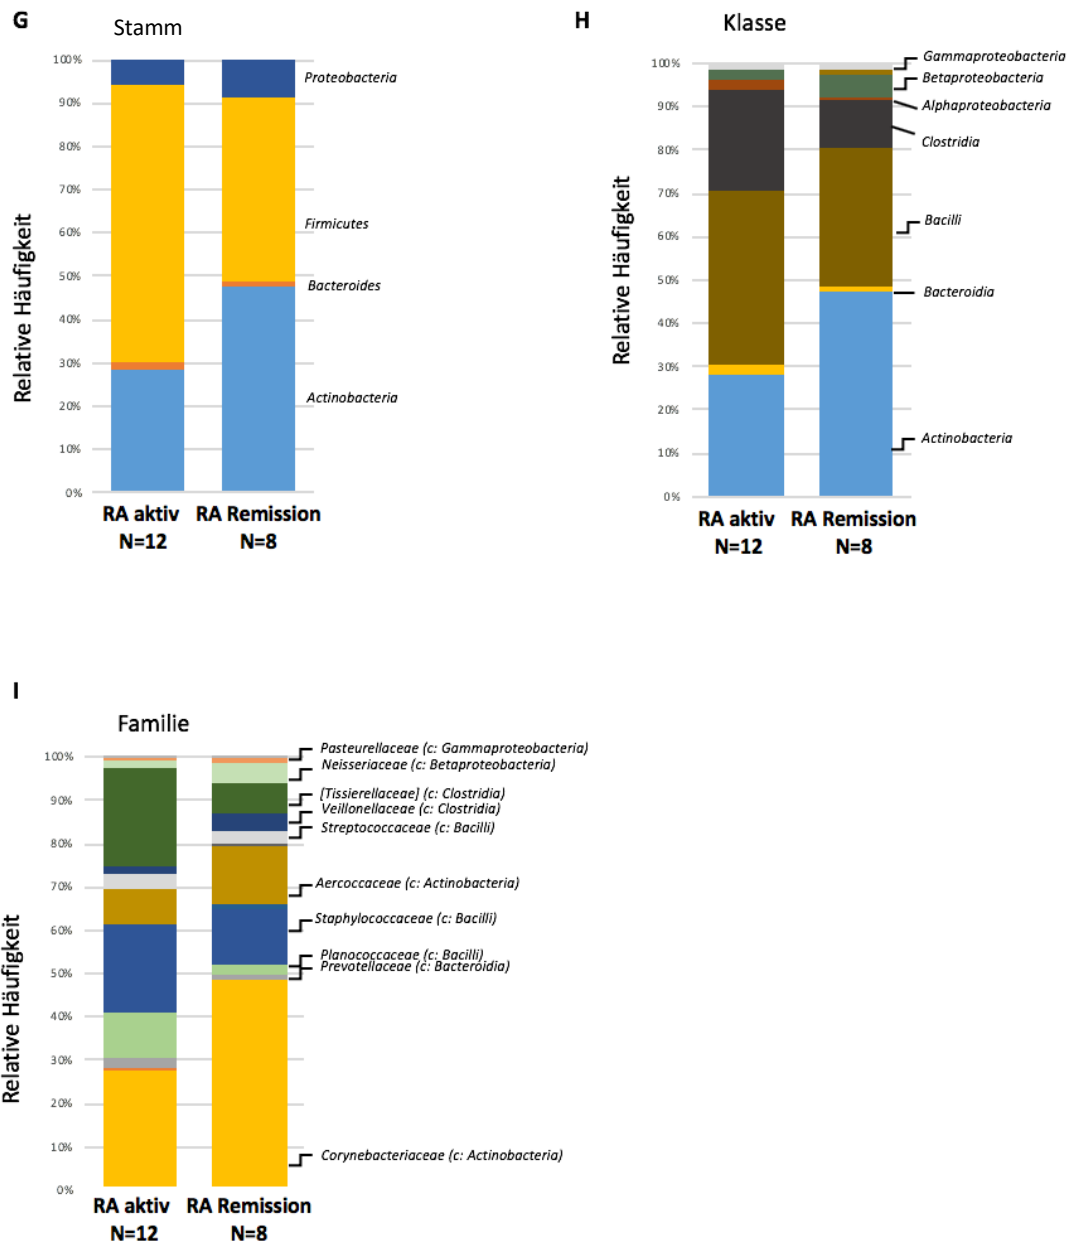 G
Stamm
Relative Häufigkeit
100%
90%
80%
70%
60%
50%
40%
30%
20%
10%
0%
Proteobacteria
Firmicutes
Bacteroides
Actinobacteria
RA aktiv
N=12
RA Remission
N=8
H
Klasse
Relative Häufigkeit
100%
90%
80%
70%
60%
50%
40%
30%
20%
10%
0%
Gammaproteobacteria
Betaproteobacteria
Alphaproteobacteria
Clostridia
Bacilli
Bacteroidia
Actinobacteria
RA aktiv
N=12
RA Remission
N=8
I
Familie
Relative Häufigkeit
100%
90%
80%
70%
60%
50%
40%
30%
20%
10%
0%
Pasteurellaceae (c: Gammaproteobacteria)
Neisseriaceae (c: Betaproteobacteria)
[Tissierellaceae] (c: Clostridia)
Veillonellaceae (c: Clostridia)
Streptococcaceae (c: Bacilli)
Aercoccaceae (c: Actinobacteria)
Staphylococcaceae (c: Bacilli)
Planococcaceae (c: Bacilli)
Prevotellaceae (c: Bacteroidia)
Corynebacteriaceae (c: Actinobacteria)
RA aktiv
N=12
RA Remission
N=8